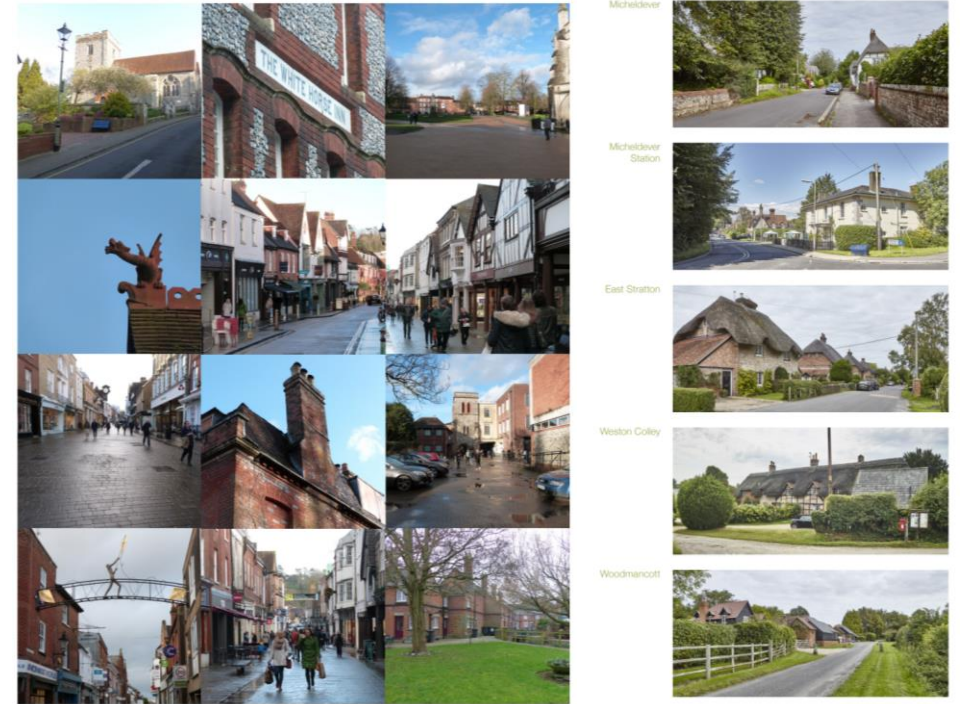 THE WHITE HORSE INN
Micheldever
Micheldever
Station
East Stratton
Weston Colley
Woodmancott